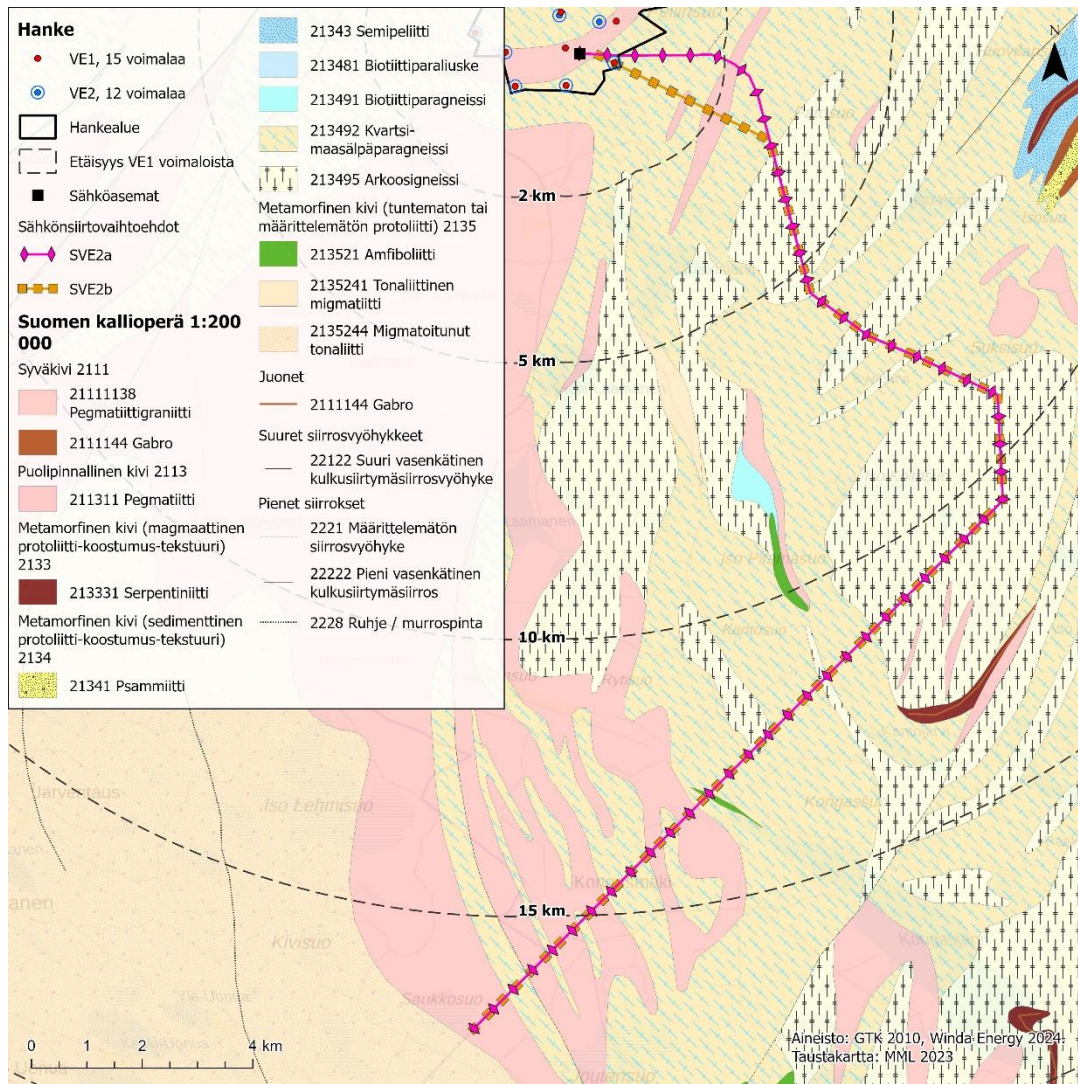 Hanke
VE1, 15 voimalaa
VE2, 12 voimalaa
Hankealue
Etäisyys VE1 voimaloista
Sähköasemat
Sähkönsiirtovaihtoehdot
SVE2a
SVE2b
Suomen kallioperä 1:200
000
Syväkivi 2111
21111138
Pegmatiittigraniitti
2111144 Gabro
Puolipinnallinen kivi 2113
211311 Pegmatiitti
Metamorfinen kivi (magmaattinen
protoliitti-koostumus-tekstuuri)
2133
213331 Serpentiniitti
Metamorfinen kivi (sedimenttinen
protoliitti-koostumus-tekstuuri)
2134
21341 Psammiitti
21343 Semipeliitti
213481 Biotiittiparaliuske
213491 Biotiittiparagneissi
213492 Kvartsi-
maasälpäparagneissi
213495 Arkoosigneissi
Metamorfinen kivi (tuntematon tai
määrittelemätön protoliitti) 2135
213521 Amfiboliitti
2135241 Tonaliittinen
migmatiitti
2135244 Migmatoitunut
tonaliitti
Juonet
2111144 Gabro
Suuret siirrosvyöhykkeet
22122 Suuri vasenkätinen
kulkusiirtymäsiirrosvyöhyke
Pienet siirrokset
2221 Määrittelemätön
siirrosvyöhyke
22222 Pieni vasenkätinen
kulkusiirtymäsiirros
2228 Ruhje / murrospinta
N
2 km
5 km
10 km
15 km
Isosuo
Kantosuo
Rytisuo
Järventaus
Iso Lehmisuo
Kivisuo
Saukkosuo
Joutensuo
0 1 2 4 km
Aineisto: GTK 2010, Winda Energy 2024.
Taustakartta: MML 2023